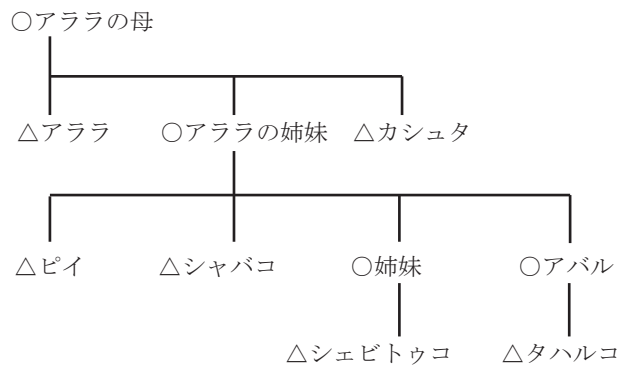 ○アララの母
△アララ ○アララの姉妹 △カシュタ
△ピイ △シャバコ ○姉妹 ○アバル
△シェビトゥコ △タハルコ